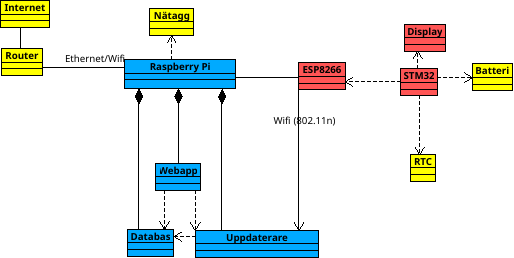 Internet
Nätagg
Router
Ethernet/Wifi
Raspberry Pi
ESP8266
Display
STM32
Batteri
Wifi (802.11n)
RTC
Webapp
Databas
Uppdaterare